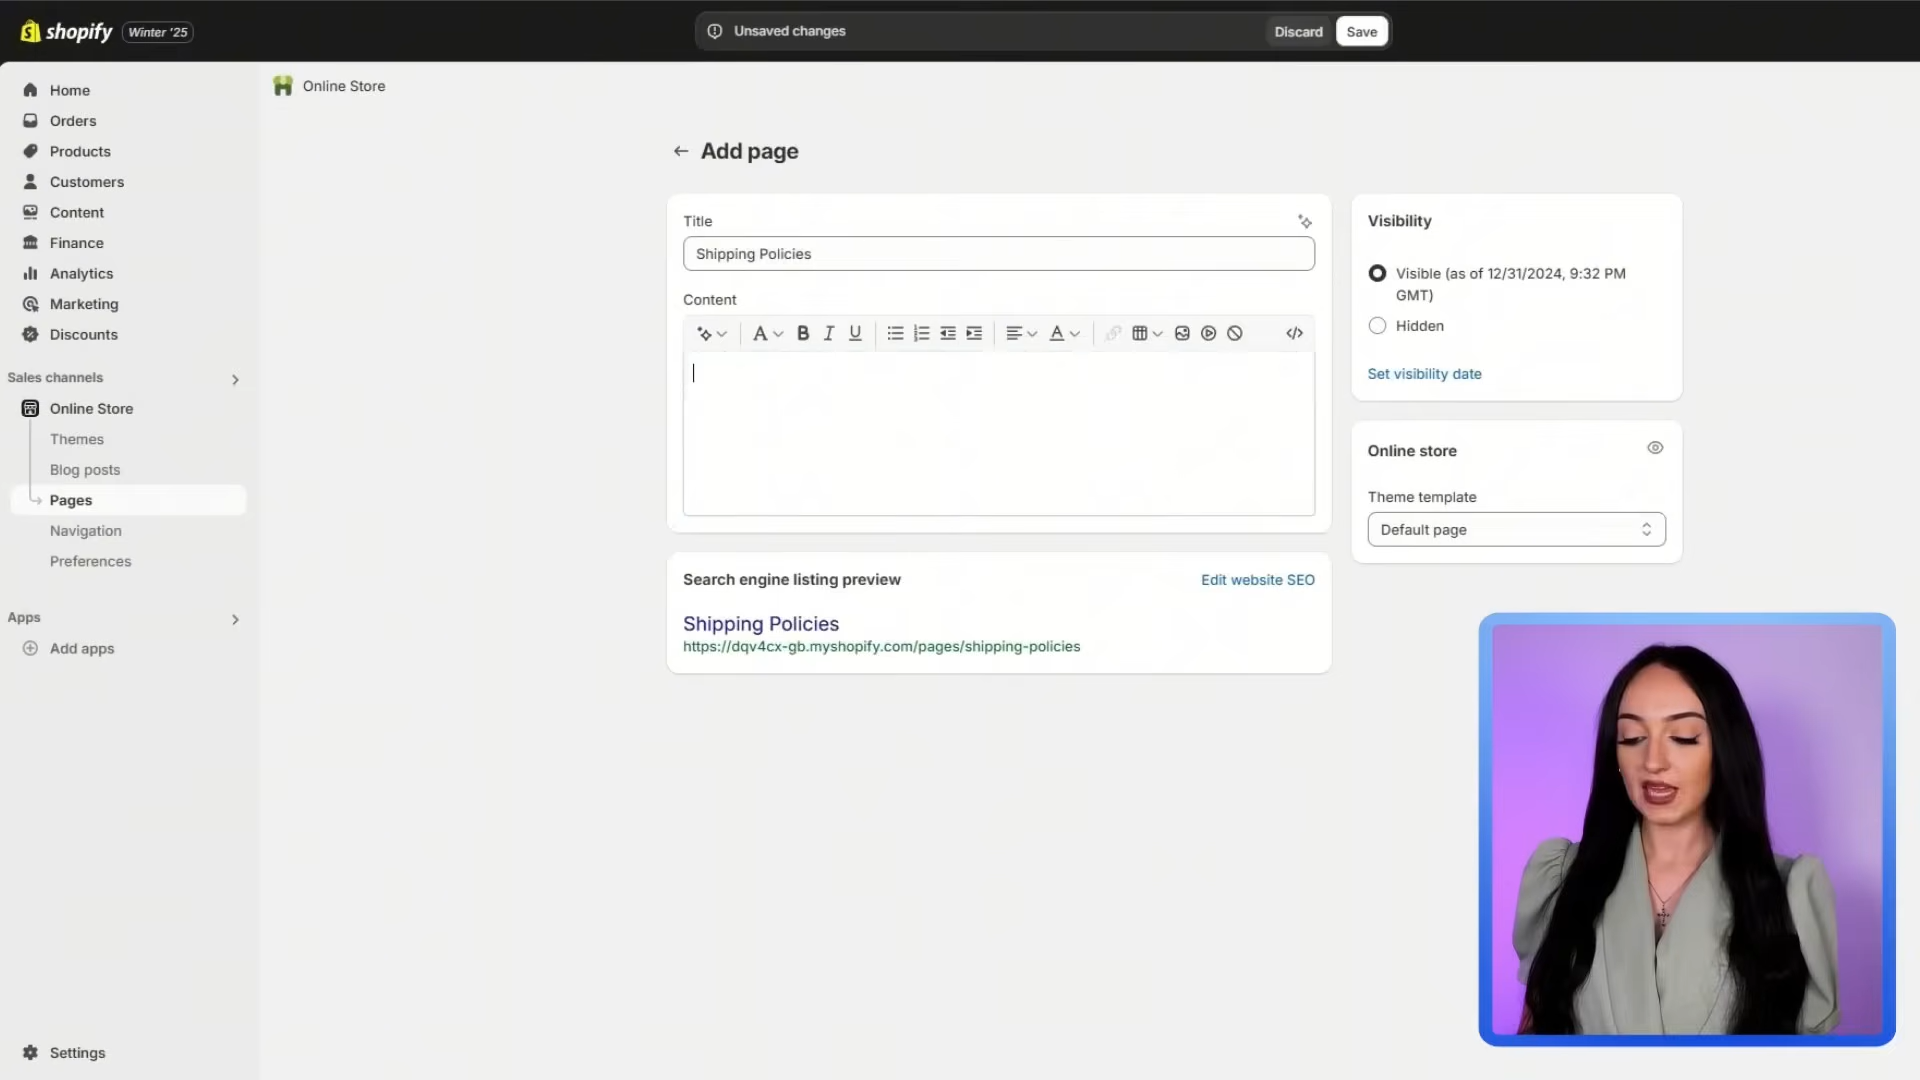 shopify Winter '25
Unsaved changes
Discard
Save
Home
Orders
Products
Customers
Content
Finance
Analytics
Marketing
Discounts
Sales channels
Online Store
Themes
Blog posts
Pages
Navigation
Preferences
Apps
Add apps
Settings
Online Store
Add page
Title
Shipping Policies
Content
A
B
I
U
A
Search engine listing preview
Edit website SEO
Shipping Policies
https://dqv4cx-gb.myshopify.com/pages/shipping-policies
Visibility
Visible (as of 12/31/2024, 9:32 PM
GMT)
Hidden
Set visibility date
Online store
Theme template
Default page